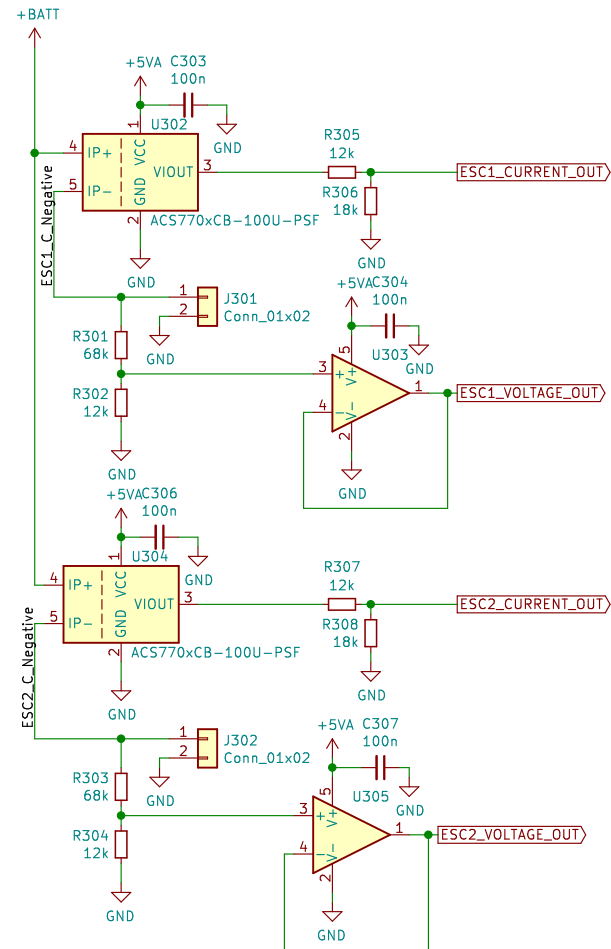 +BATT
+5VA
C303
100n
1
U302
GND
4
IP+
VCC
5
IP-
GND
VIOUT
3
2
ACS770xCB-100U-PSF
GND
ESC1_C_Negative
R305
12k
R306
18k
GND
ESC1_CURRENT_OUT
1
2
J301
Conn_01x02
GND
R301
68k
R302
12k
GND
+5VA
C304
100n
GND
U303
5
3
+
V+
4
-
V-
2
1
GND
ESC1_VOLTAGE_OUT
+5VA
C306
100n
1
U304
GND
4
IP+
VCC
5
IP-
GND
VIOUT
3
2
ACS770xCB-100U-PSF
GND
ESC2_C_Negative
R307
12k
R308
18k
GND
ESC2_CURRENT_OUT
1
2
J302
Conn_01x02
GND
R303
68k
R304
12k
GND
+5VA
C307
100n
GND
U305
5
3
+
V+
4
-
V-
2
1
GND
ESC2_VOLTAGE_OUT